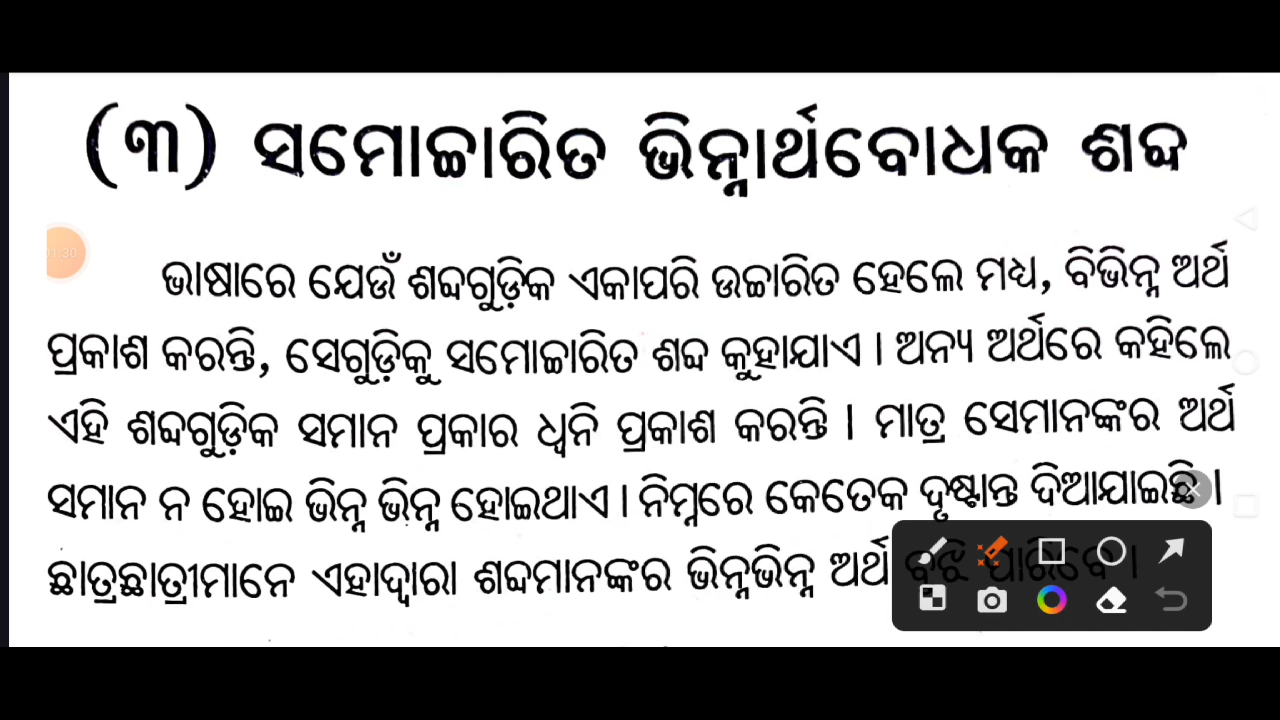 (୩) ସମୋଚ୍ଚାରିତ ଭିନ୍ନାର୍ଥବୋଧକ ଶବ୍ଦ
ଭାଷାରେ ଯେଉଁ ଶବ୍ଦଗୁଡ଼ିକ ଏକାପରି ଉଚ୍ଚାରିତ ହେଲେ ମଧ୍ୟ, ବିଭିନ୍ନ ଅର୍ଥ
ପ୍ରକାଶ କରନ୍ତି, ସେଗୁଡ଼ିକୁ ସମୋଚ୍ଚାରିତ ଶବ୍ଦ କୁହାଯାଏ । ଅନ୍ୟ ଅର୍ଥରେ କହିଲେ
ଏହି ଶବ୍ଦଗୁଡ଼ିକ ସମାନ ପ୍ରକାର ଧ୍ୱନି ପ୍ରକାଶ କରନ୍ତି । ମାତ୍ର ସେମାନଙ୍କର ଅର୍ଥ
ସମାନ ନ ହୋଇ ଭିନ୍ନ ଭିନ୍ନ ହୋଇଥାଏ । ନିମ୍ନରେ କେତେକ ଦୃଷ୍ଟାନ୍ତ ଦିଆଯାଇଛି ।
ଛାତ୍ରଛାତ୍ରୀମାନେ ଏହାଦ୍ୱାରା ଶବ୍ଦମାନଙ୍କର ଭିନ୍ନଭିନ୍ନ ଅର୍ଥ